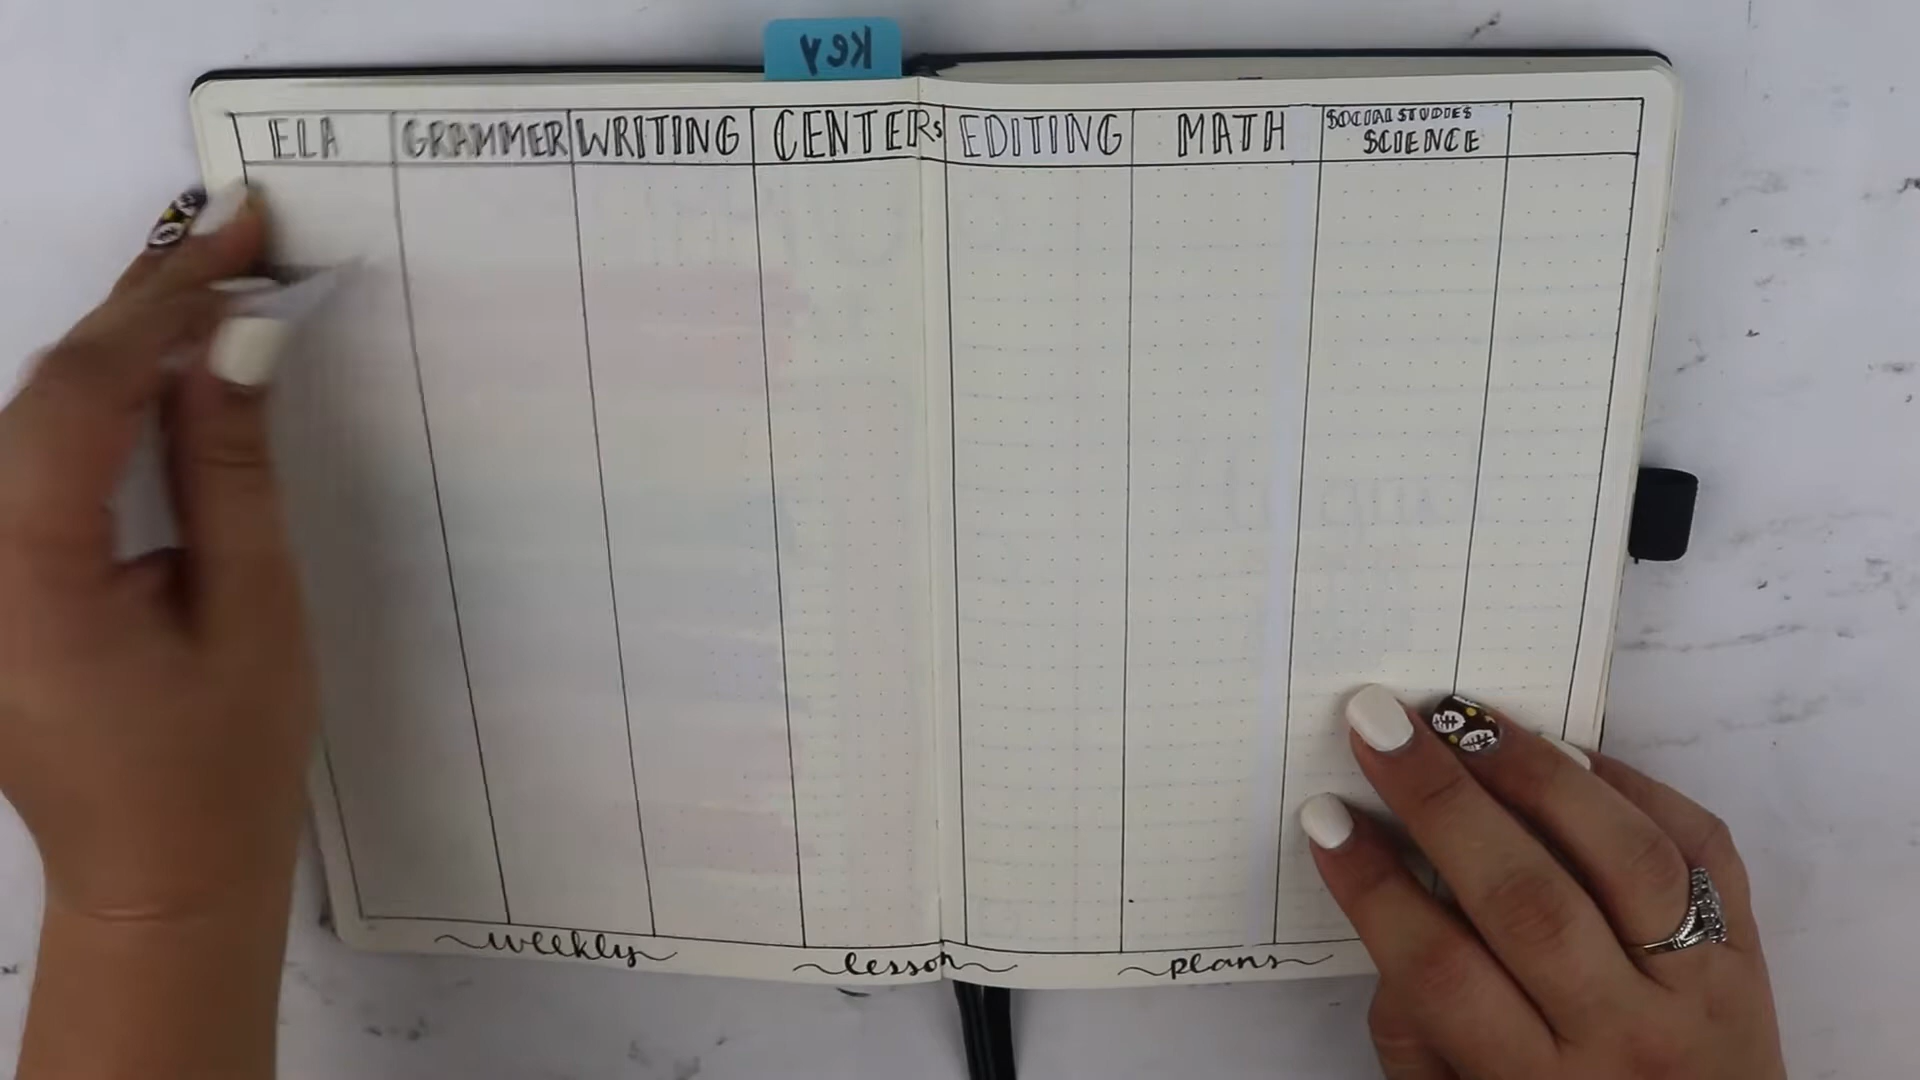 Key
ELA
GRAMMER
WRITING
CENTERS
EDITING
MATH
SOCIAL STUDIES
SCIENCE
weekly lesson plans